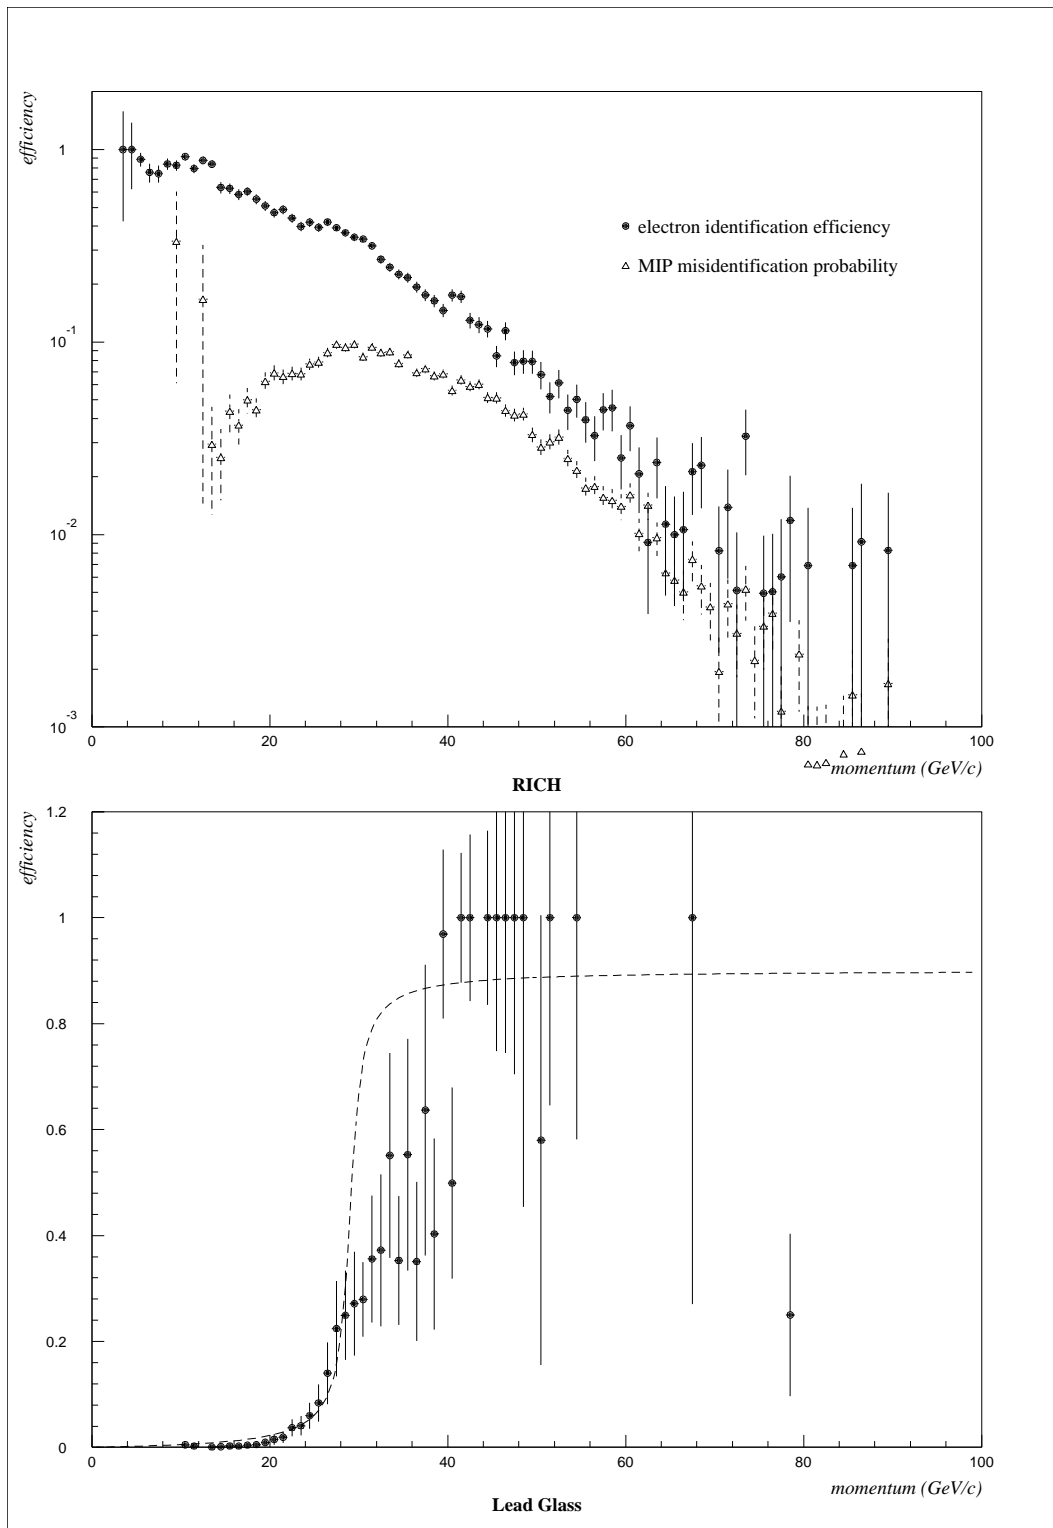 efficiency
1
electron identification efficiency
MIP misidentification probability
10-1
10-2
10-3
0 20 40 60 80 100
momentum (GeV/c)
RICH
efficiency
1.2
1
0.8
0.6
0.4
0.2
0
0 20 40 60 80 100
momentum (GeV/c)
Lead Glass